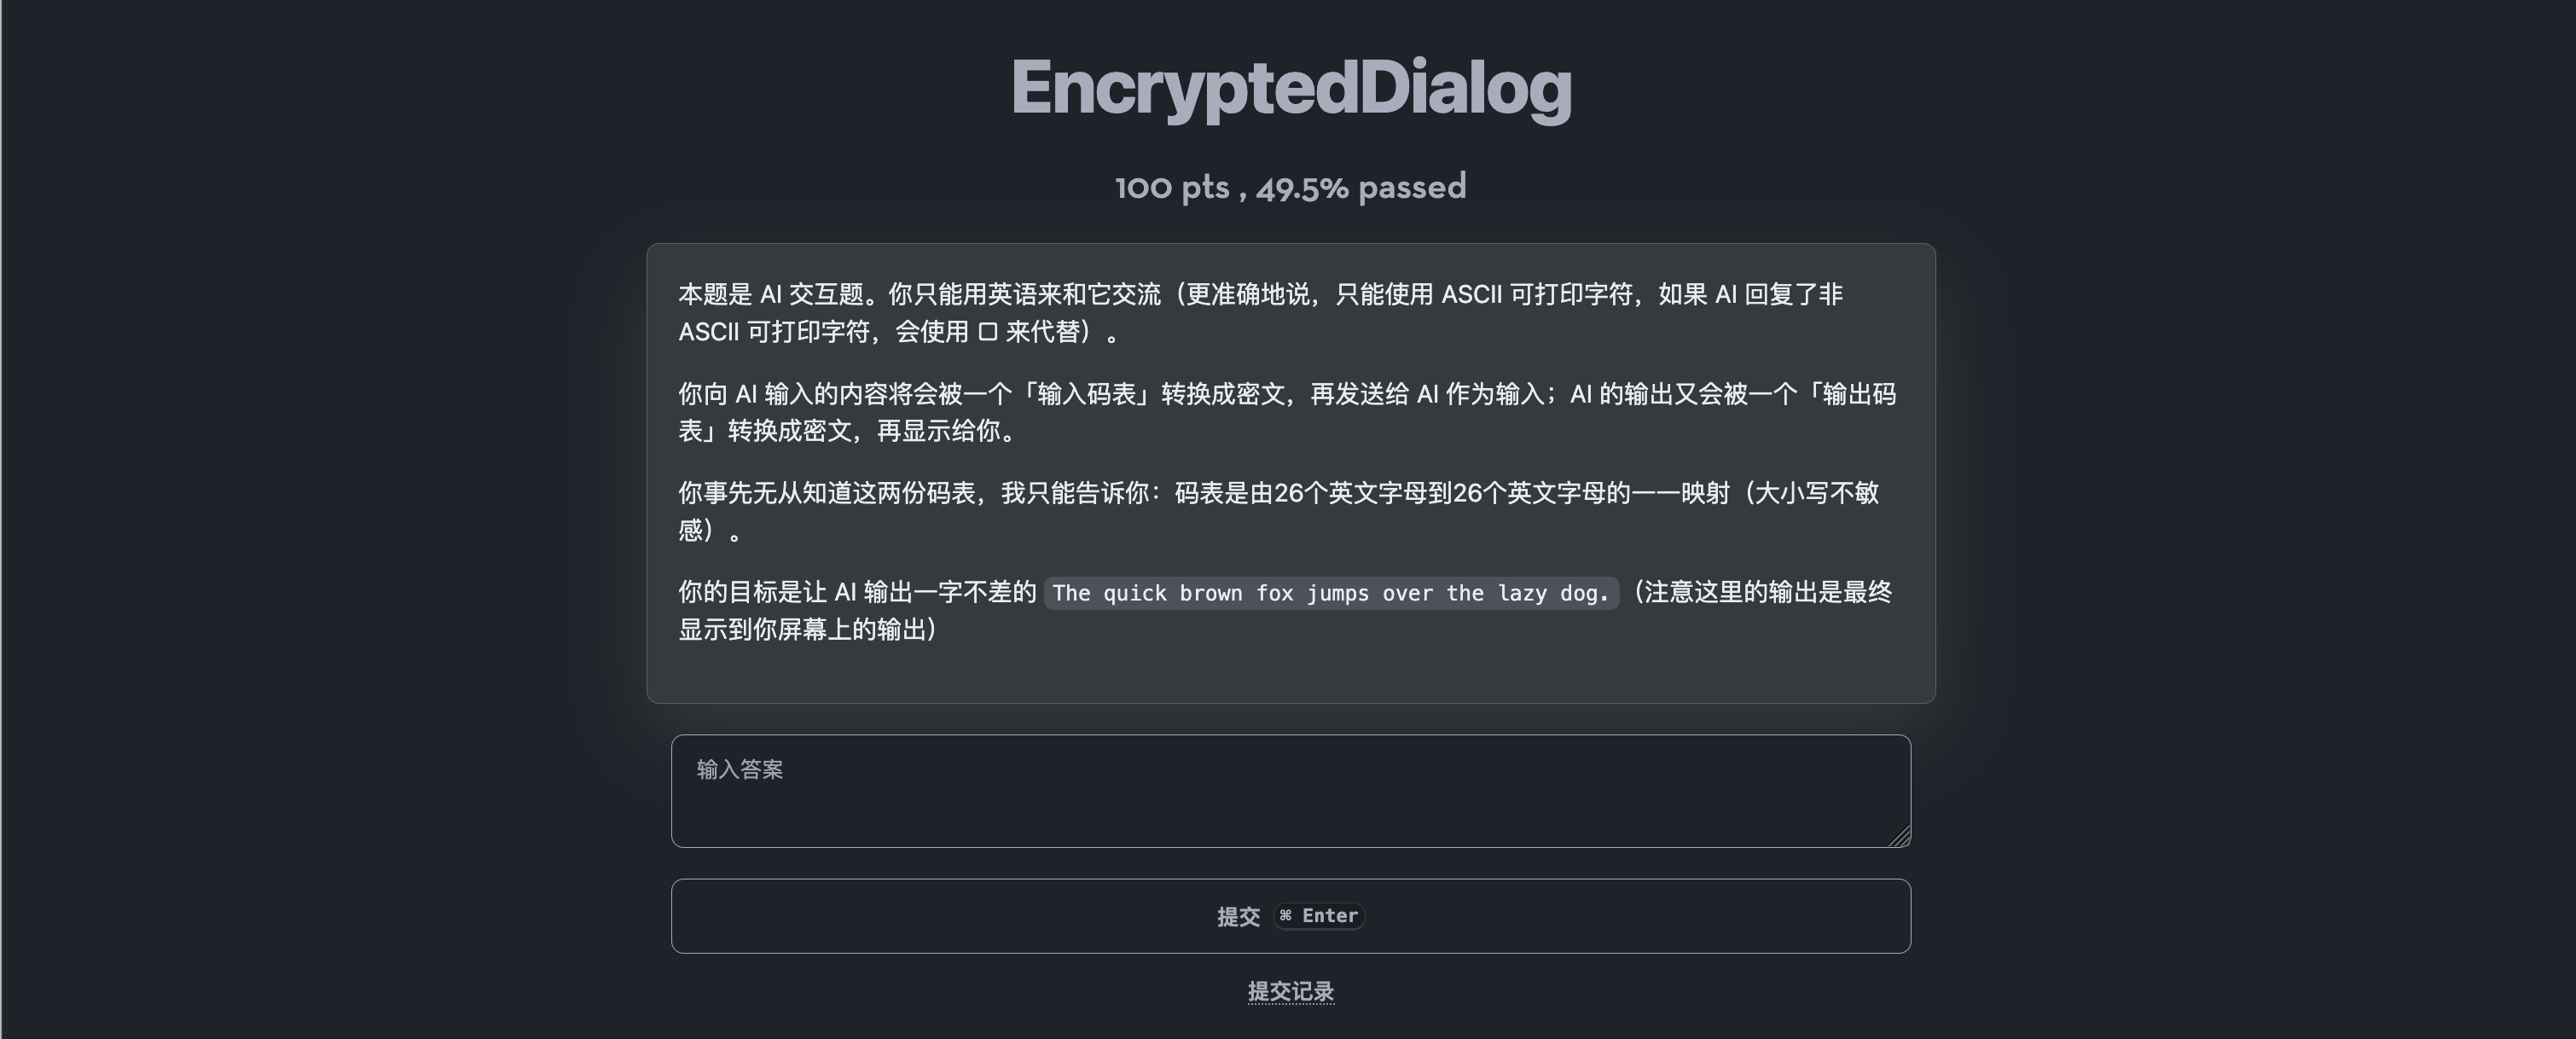 EncryptedDialog
100 pts , 49.5% passed
本题是 AI 交互题。你只能用英语来和它交流（更准确地说，只能使用 ASCII 可打印字符，如果 AI 回复了非
ASCII 可打印字符，会使用 □ 来代替）。
你向 AI 输入的内容将会被一个「输入码表」转换成密文，再发送给 AI 作为输入；AI 的输出又会被一个「输出码
表」转换成密文，再显示给你。
你事先无从知道这两份码表，我只能告诉你：码表是由26个英文字母到26个英文字母的一一映射（大小写不敏
感）。
你的目标是让 AI 输出一字不差的 The quick brown fox jumps over the lazy dog.（注意这里的输出是最终
显示到你屏幕上的输出）
输入答案
提交 ⌘ Enter
提交记录